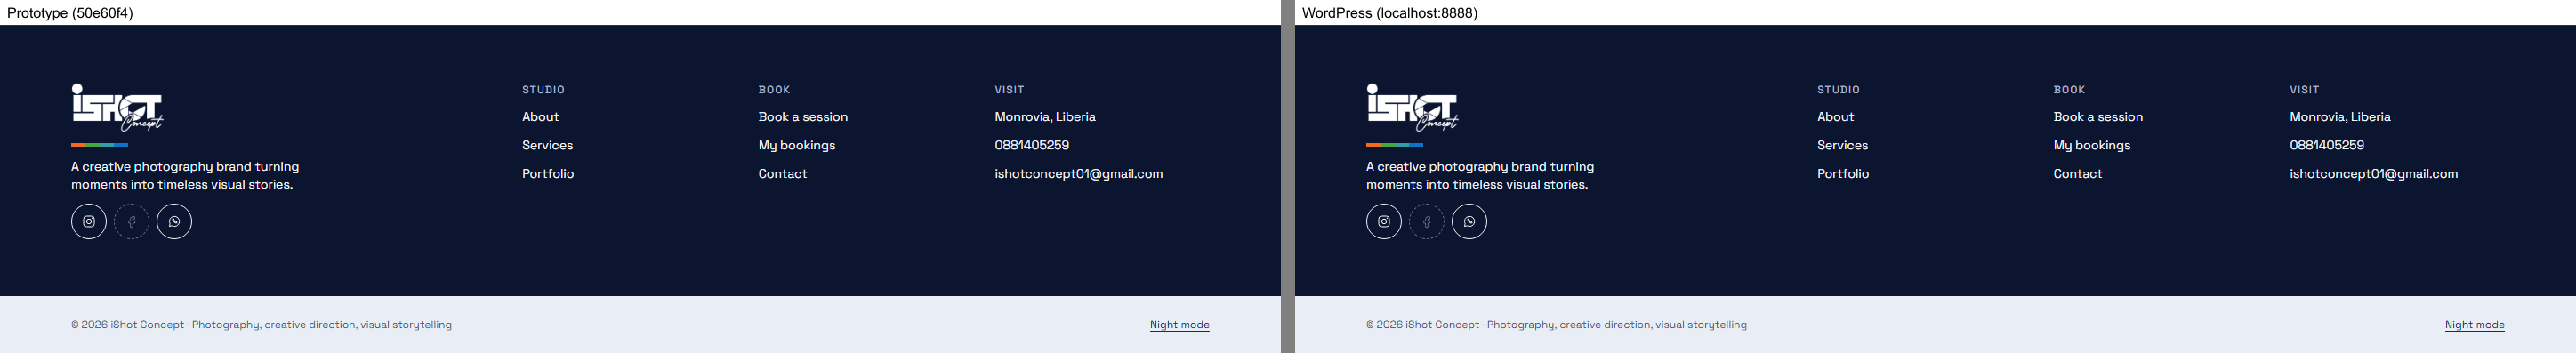 Prototype (50e60f4)
iSHOT
Concept
A creative photography brand turning
moments into timeless visual stories.
STUDIO
About
Services
Portfolio
BOOK
Book a session
My bookings
Contact
VISIT
Monrovia, Liberia
0881405259
ishotconcept01@gmail.com
© 2026 iShot Concept · Photography, creative direction, visual storytelling
Night mode
WordPress (localhost:8888)
iSHOT
Concept
A creative photography brand turning
moments into timeless visual stories.
STUDIO
About
Services
Portfolio
BOOK
Book a session
My bookings
Contact
VISIT
Monrovia, Liberia
0881405259
ishotconcept01@gmail.com
© 2026 iShot Concept · Photography, creative direction, visual storytelling
Night mode